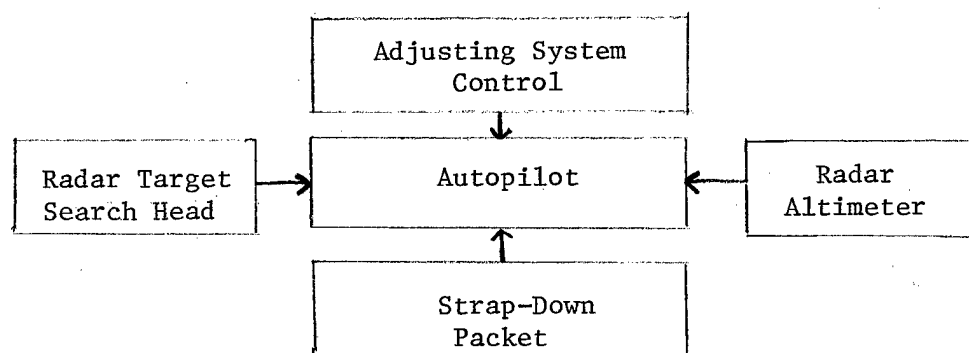 Adjusting System
Control
Radar Target
Search Head
Autopilot
Radar
Altimeter
Strap-Down
Packet